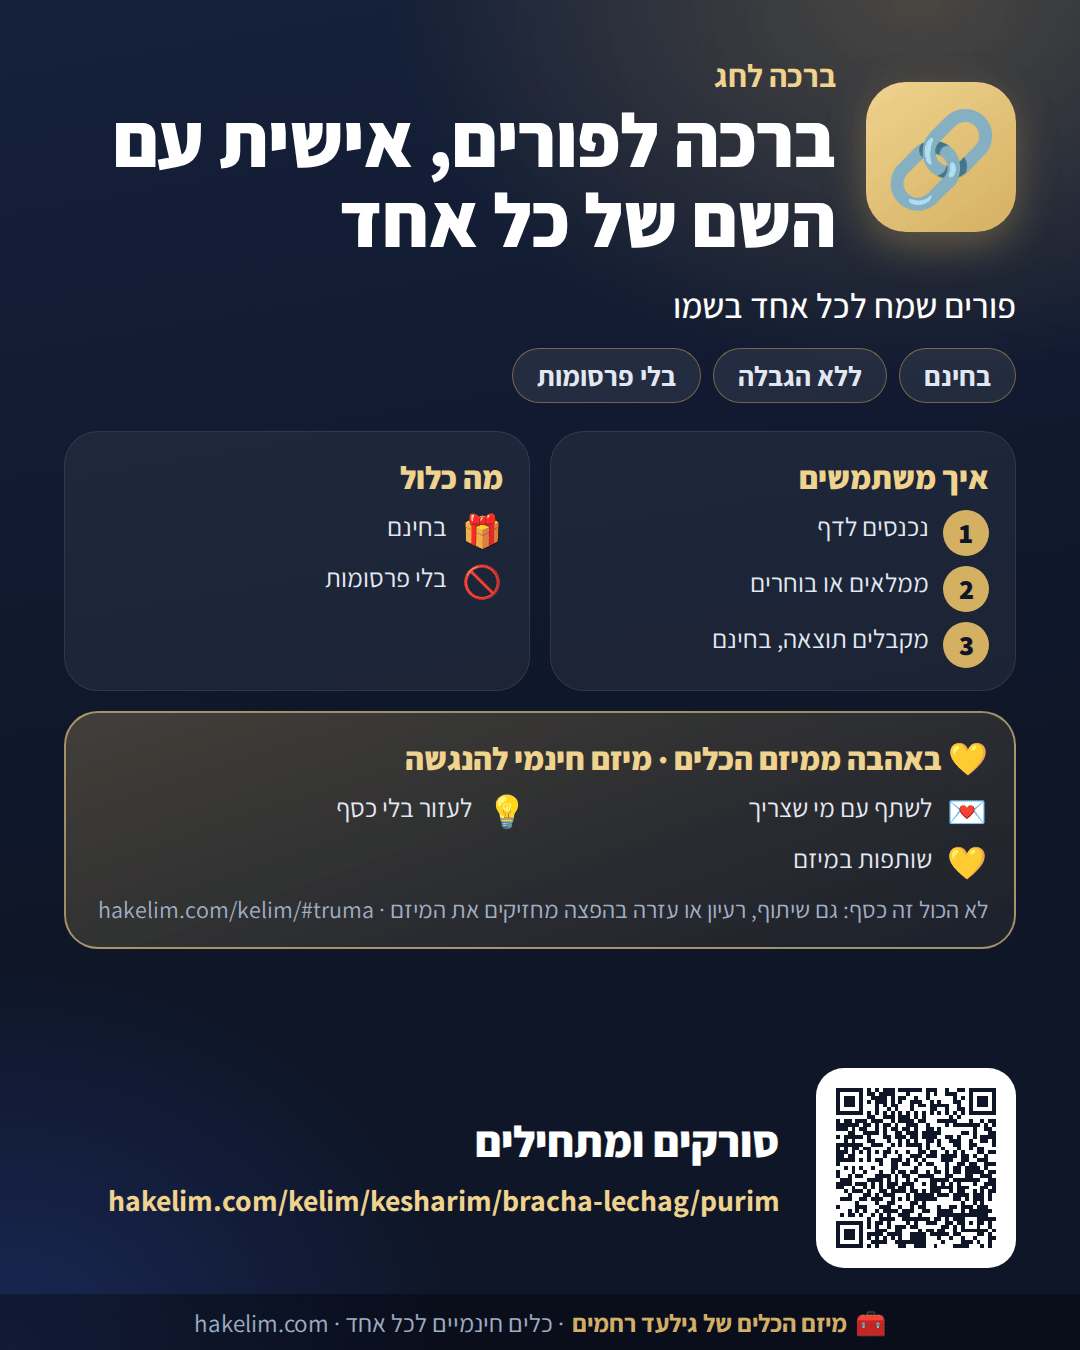 ברכה לחג
ברכה לפורים, אישית עם
השם של כל אחד
פורים שמח לכל אחד בשמו
בחינם
ללא הגבלה
בלי פרסומות
איך משתמשים
1 נכנסים לדף
2 ממלאים או בוחרים
3 מקבלים תוצאה, בחינם
מה כלול
בחינם
בלי פרסומות
באהבה ממיזם הכלים · מיזם חינמי להנגשה
לשתף עם מי שצריך
לעזור בלי כסף
שותפות במיזם
לא הכול זה כסף: גם שיתוף, רעיון או עזרה בהפצה מחזיקים את המיזם · hakelim.com/kelim/#truma
סורקים ומתחילים
hakelim.com/kelim/kesharim/bracha-lechag/purim
מיזם הכלים של גילעד רחמים · כלים חינמיים לכל אחד · hakelim.com